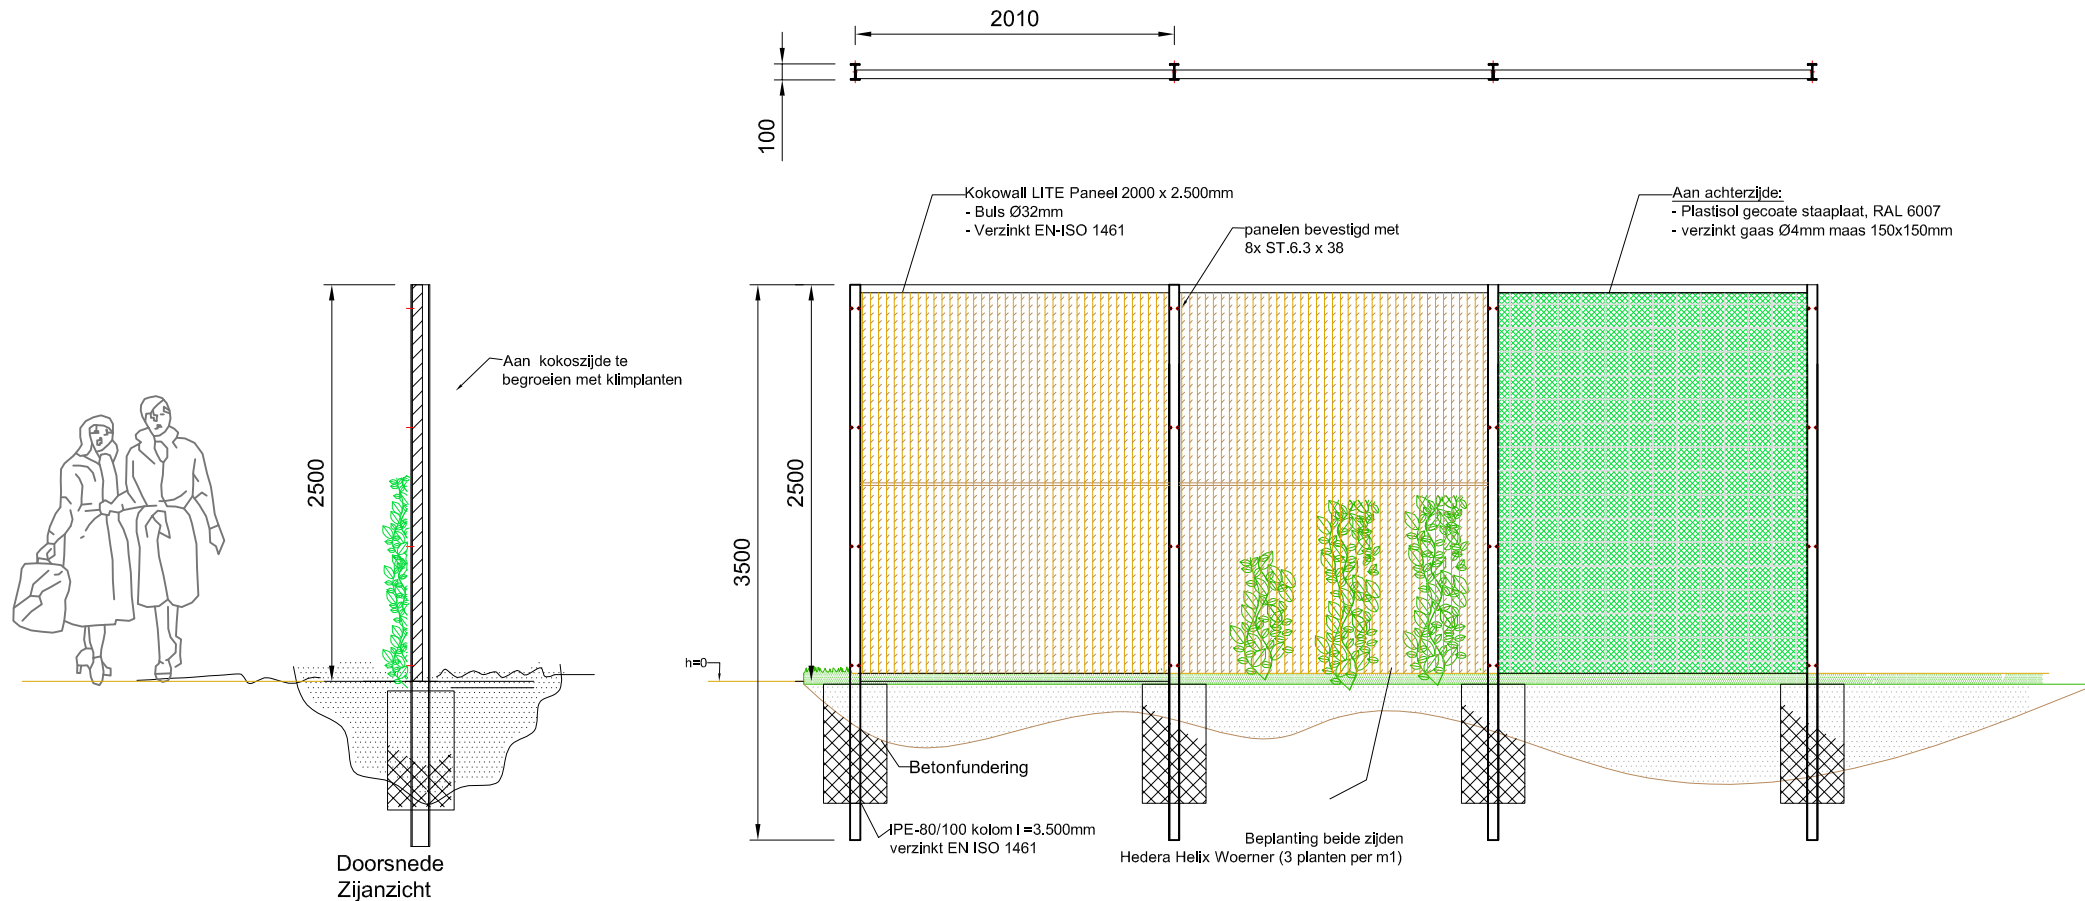 2010
100
Kokowall LITE Paneel 2000 x 2.500mm
- Buis Ø32mm
- Verzinkt EN-ISO 1461
panelen bevestigd met
8x ST.6.3 x 38
Aan achterzijde:
- Plastisol gecoate staaplaat, RAL 6007
- verzinkt gaas Ø4mm maas 150x150mm
Aan kokoszijde te
begroeien met klimplanten
2500
2500
3500
h=0
Betonfundering
IPE-80/100 kolom l =3.500mm
verzinkt EN ISO 1461
Beplanting beide zijden
Hedera Helix Woerner (3 planten per m1)
Doorsnede
Zijanzicht